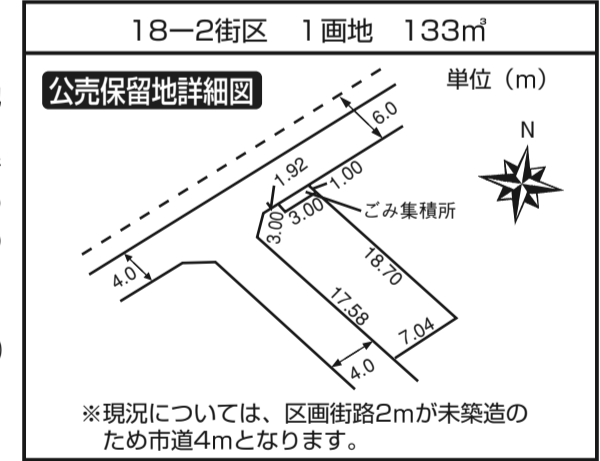 18ー2街区　1画地　133㎥
公売保留地詳細図
単位（m）
6.0
N
1.92
1.00
3.00
ごみ集積所
3.00
18.70
4.0
17.58
7.04
4.0
※現況については、区画街路2mが未築造の
ため市道4mとなります。